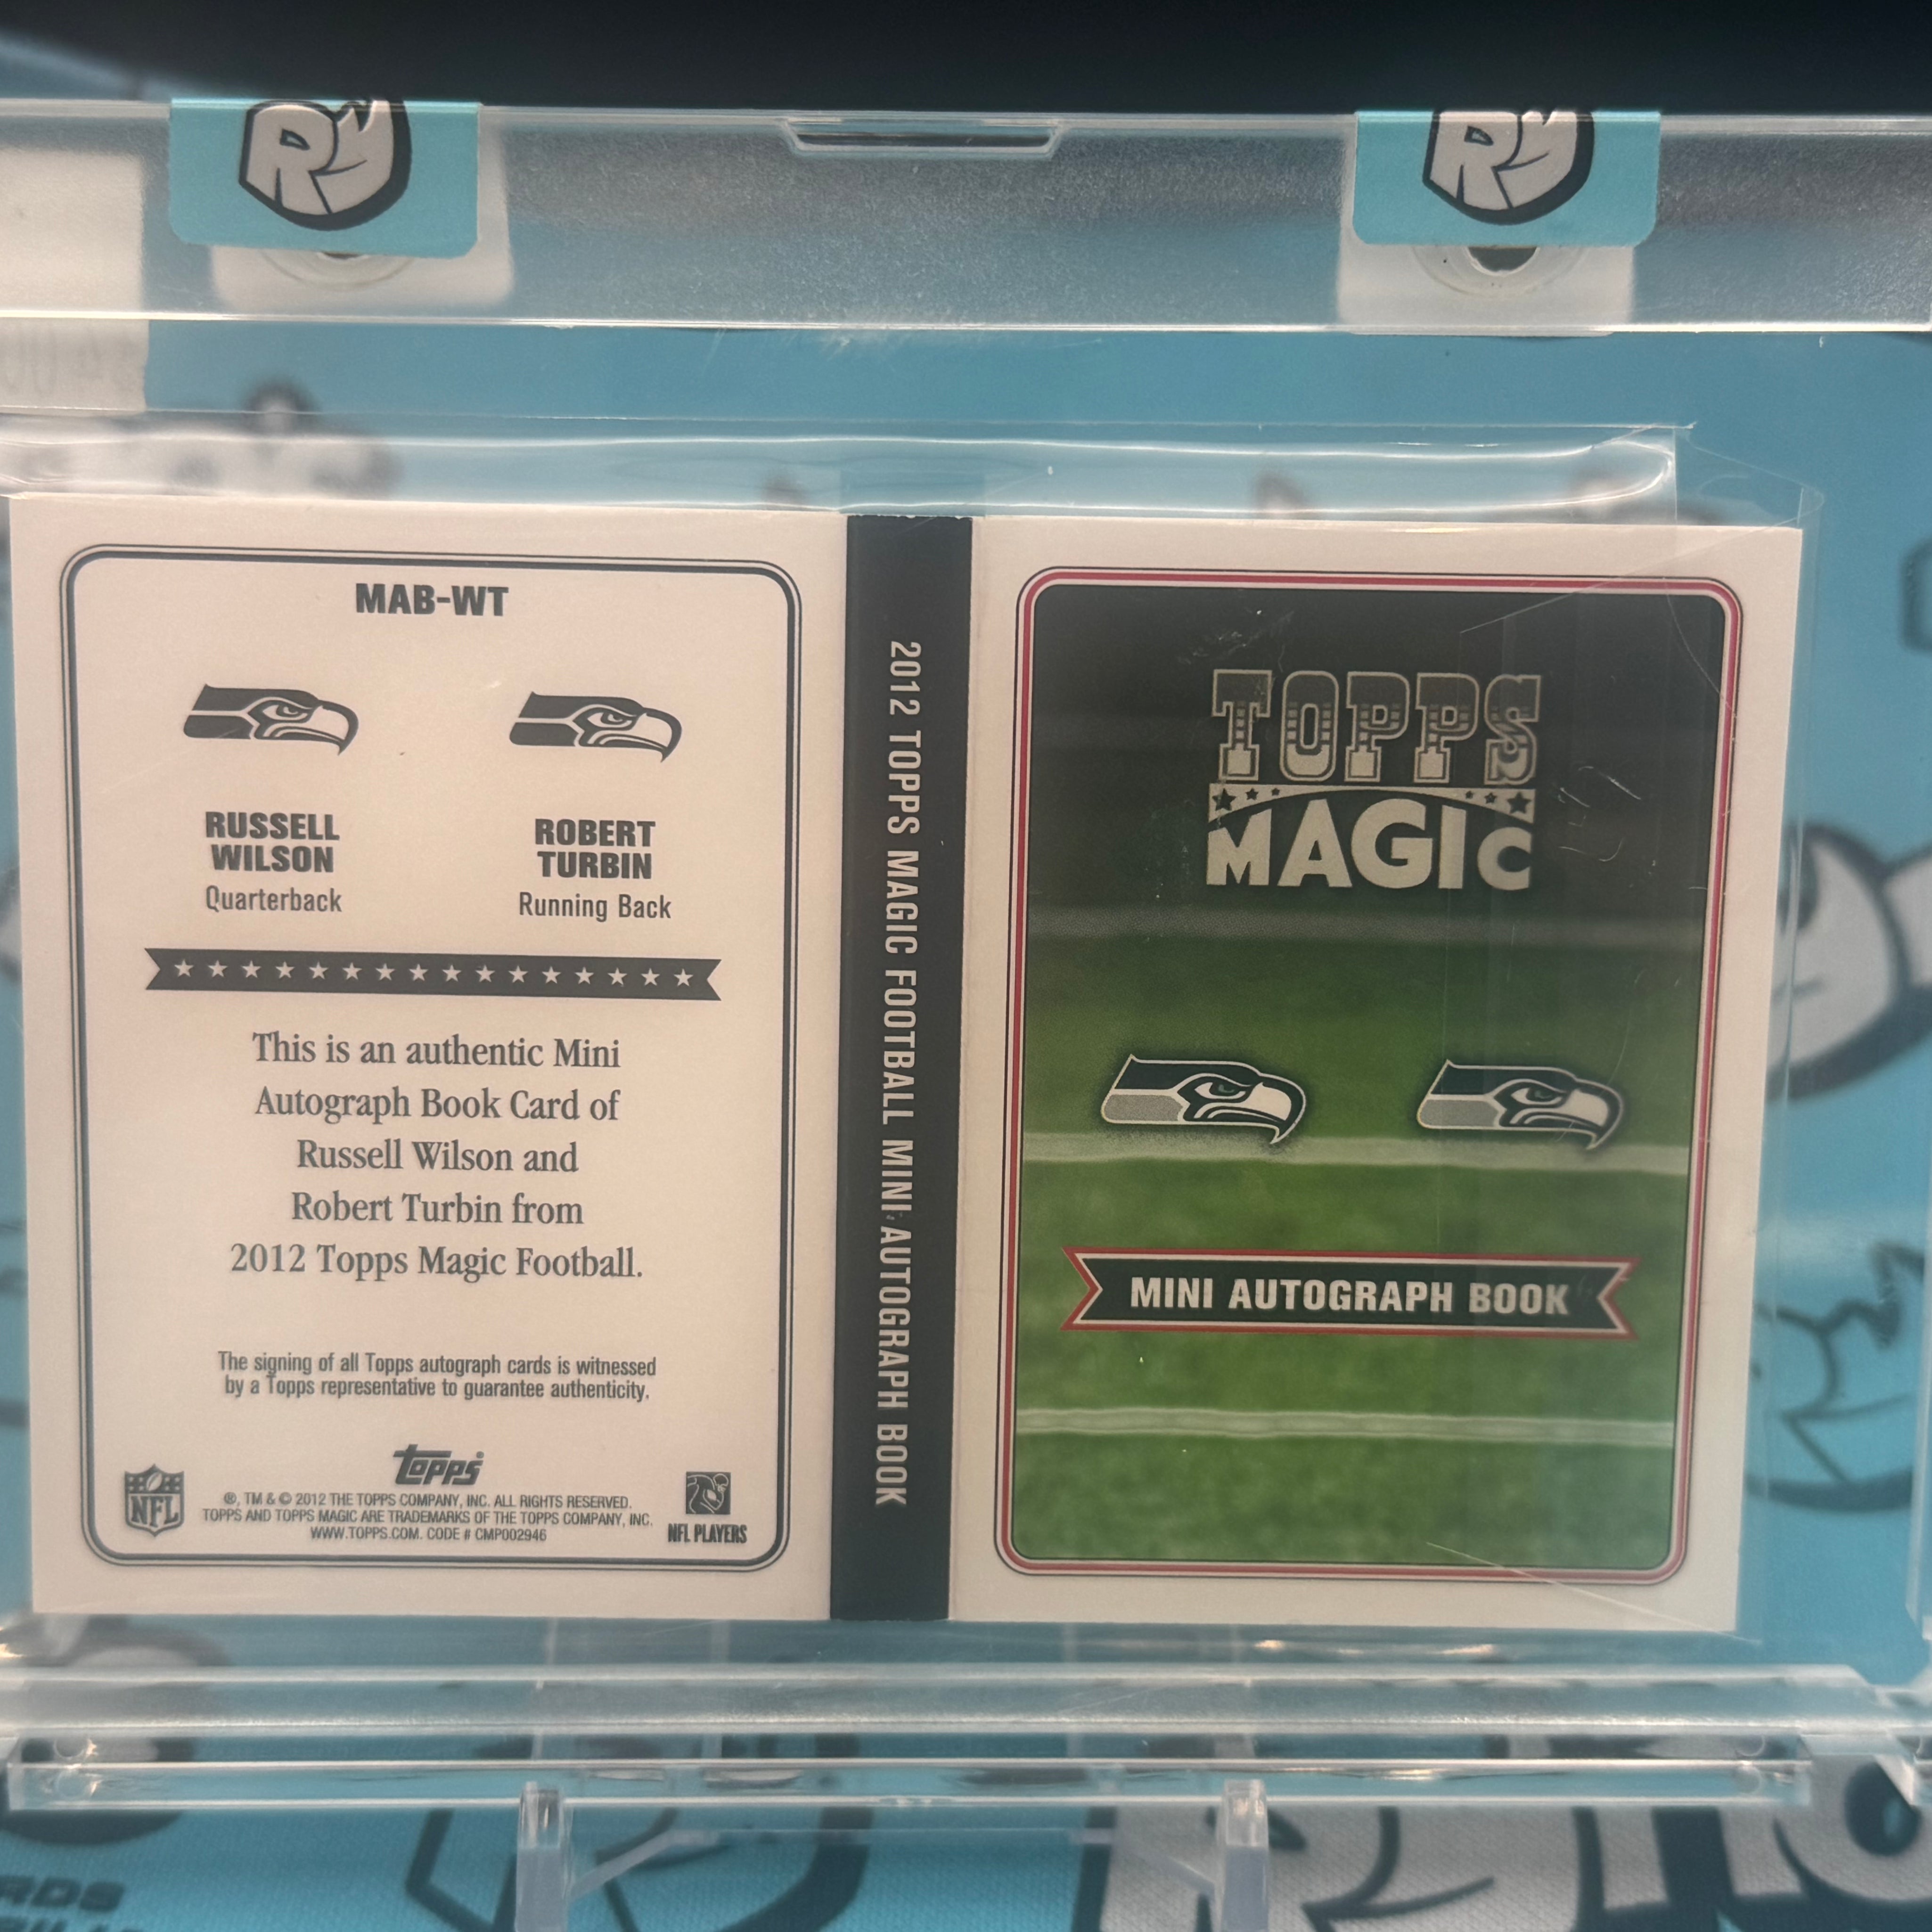 RY
RY
MAB-WT
RUSSELL
WILSON
Quarterback
ROBERT
TURBIN
Running Back
This is an authentic Mini
Autograph Book Card of
Russell Wilson and
Robert Turbin from
2012 Topps Magic Football.
The signing of all Topps autograph cards is witnessed
by a Topps representative to guarantee authenticity.
topps
®, TM & © 2012 THE TOPPS COMPANY, INC. ALL RIGHTS RESERVED.
TOPPS AND TOPPS MAGIC ARE TRADEMARKS OF THE TOPPS COMPANY, INC.
WWW.TOPPS.COM. CODE # CMP002946
NFL
NFL PLAYERS
2012 TOPPS MAGIC FOOTBALL MINI AUTOGRAPH BOOK
TOPPS
MAGIC
MINI AUTOGRAPH BOOK